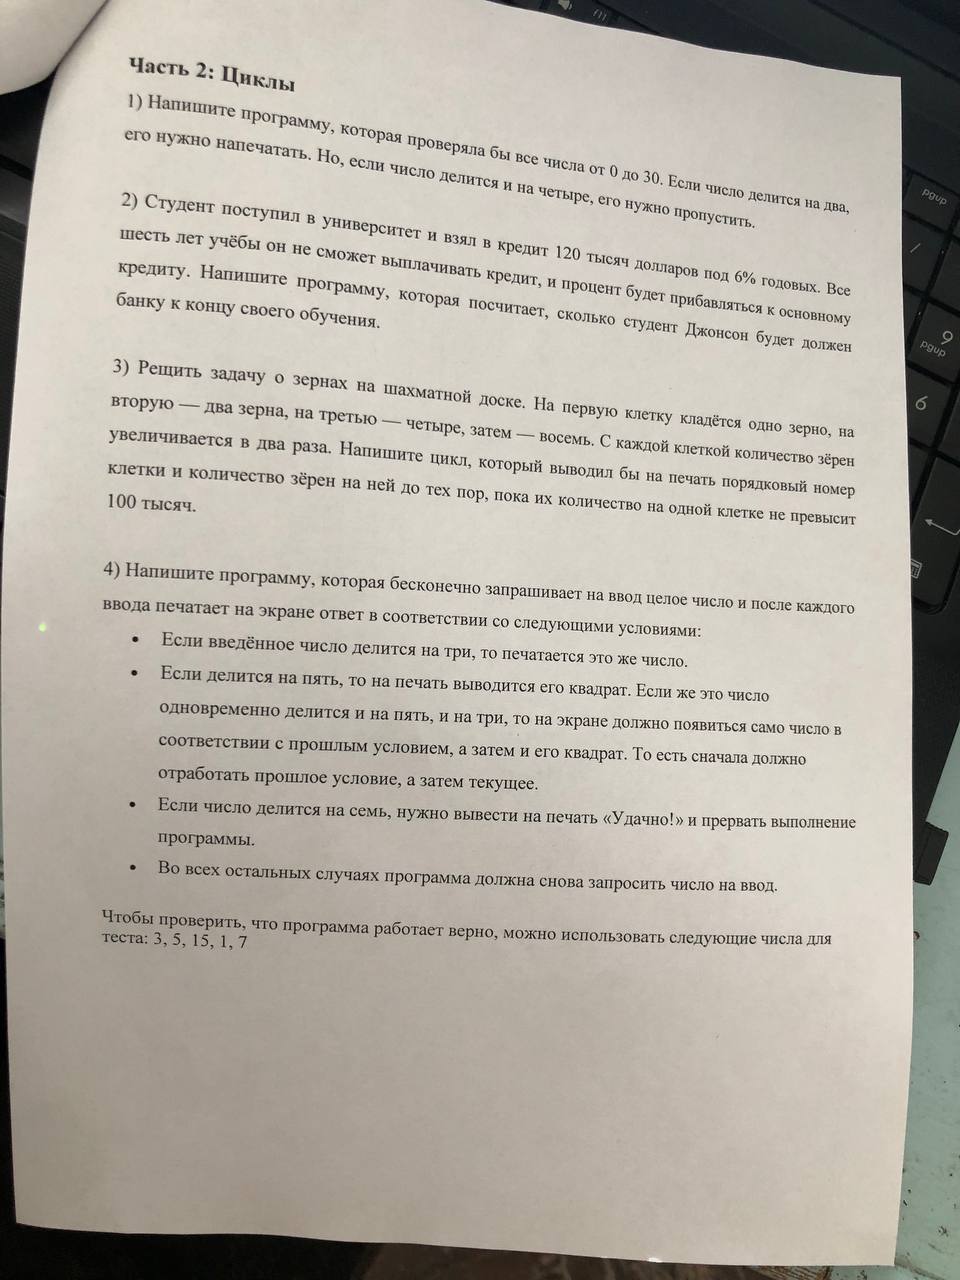 Часть 2: Циклы
1) Напишите программу, которая проверяла бы все числа от 0 до 30. Если число делится на два,
его нужно напечатать. Но, если число делится и на четыре, его нужно пропустить.
2) Студент поступил в университет и взял в кредит 120 тысяч долларов под 6% годовых. Все
шесть лет учёбы он не сможет выплачивать кредит, и процент будет прибавляться к основному
кредиту. Напишите программу, которая посчитает, сколько студент Джонсон будет должен
банку к концу своего обучения.
3) Рещить задачу о зернах на шахматной доске. На первую клетку кладётся одно зерно, на
вторую — два зерна, на третью — четыре, затем — восемь. С каждой клеткой количество зёрен
увеличивается в два раза. Напишите цикл, который выводил бы на печать порядковый номер
клетки и количество зёрен на ней до тех пор, пока их количество на одной клетке не превысит
100 тысяч.
4) Напишите программу, которая бесконечно запрашивает на ввод целое число и после каждого
ввода печатает на экране ответ в соответствии со следующими условиями:
• Если введённое число делится на три, то печатается это же число.
• Если делится на пять, то на печать выводится его квадрат. Если же это число
одновременно делится и на пять, и на три, то на экране должно появиться само число в
соответствии с прошлым условием, а затем и его квадрат. То есть сначала должно
отработать прошлое условие, а затем текущее.
• Если число делится на семь, нужно вывести на печать «Удачно!» и прервать выполнение
программы.
• Во всех остальных случаях программа должна снова запросить число на ввод.
Чтобы проверить, что программа работает верно, можно использовать следующие числа для
теста: 3, 5, 15, 1, 7
pgup
/
9
pgup
6